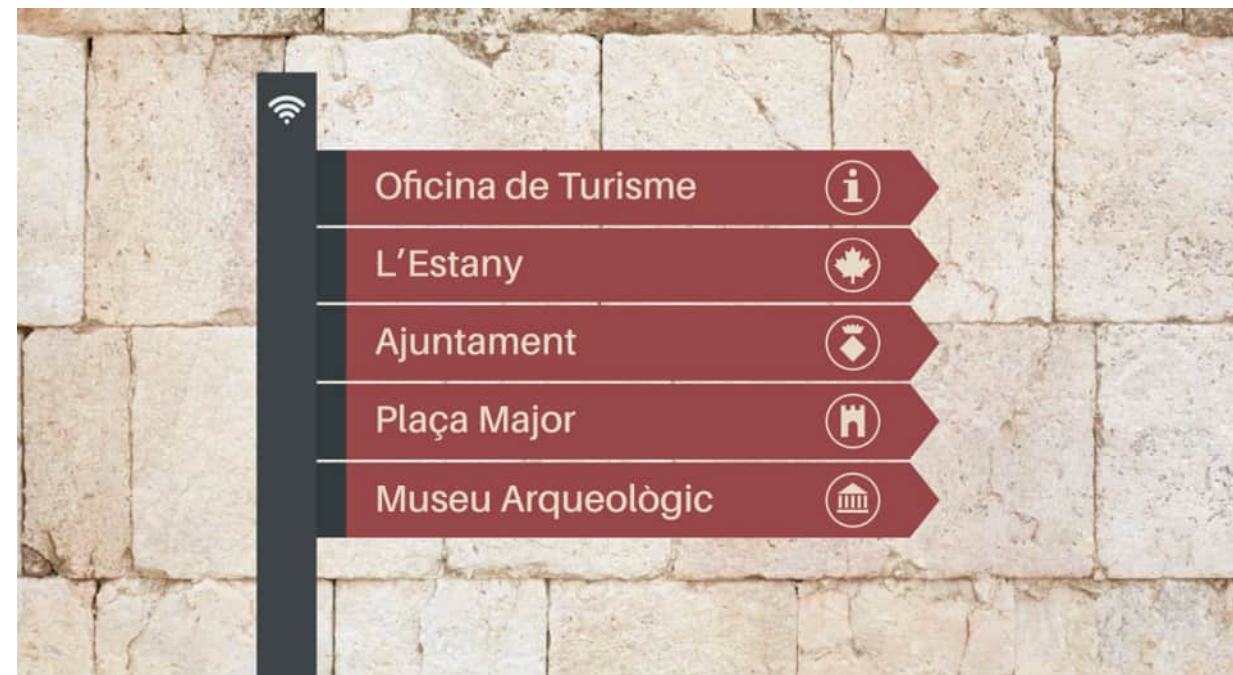 Oficina de Turisme
L'Estany
Ajuntament
Plaça Major
Museu Arqueològic